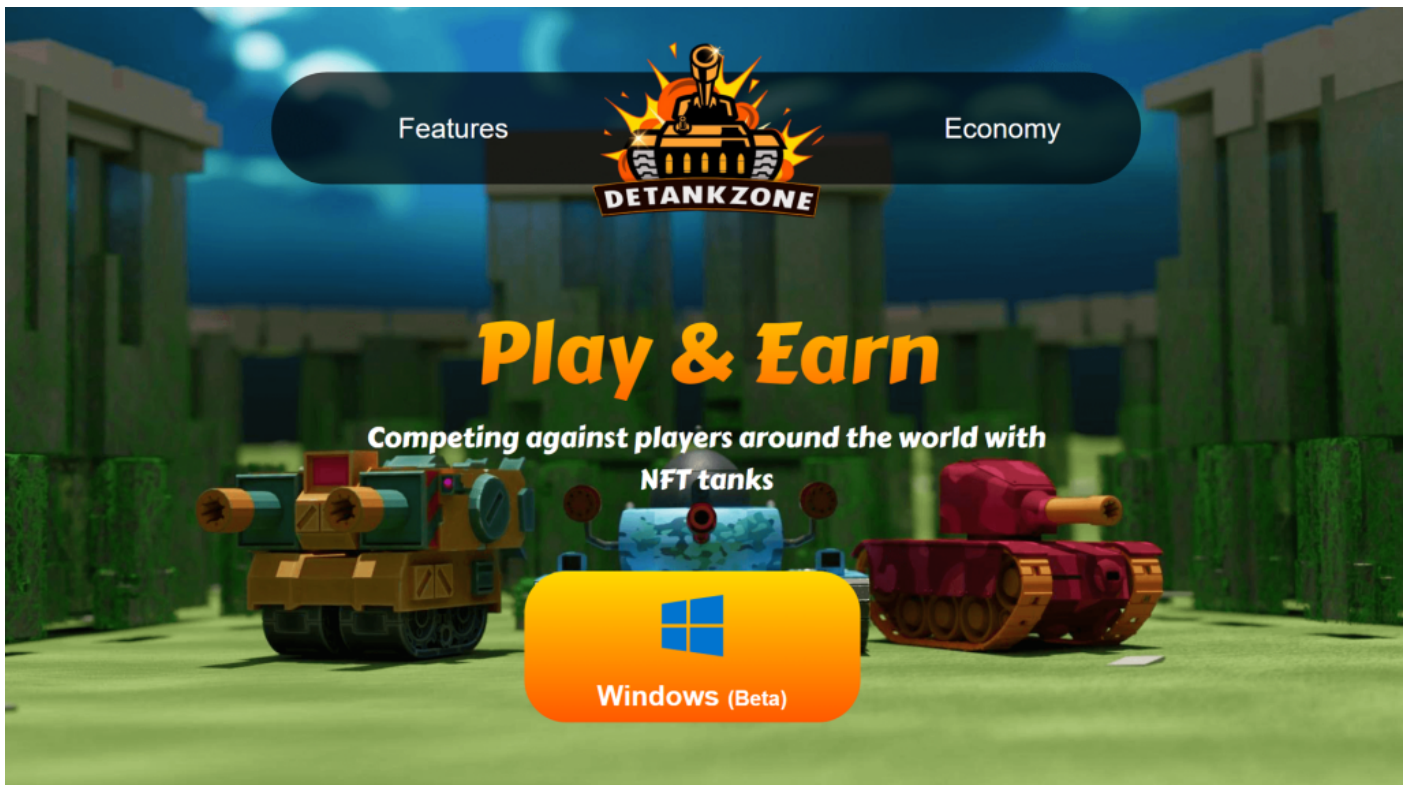 Features
DETANKZONE
Economy
Play & Earn
Competing against players around the world with
NFT tanks
Windows (Beta)